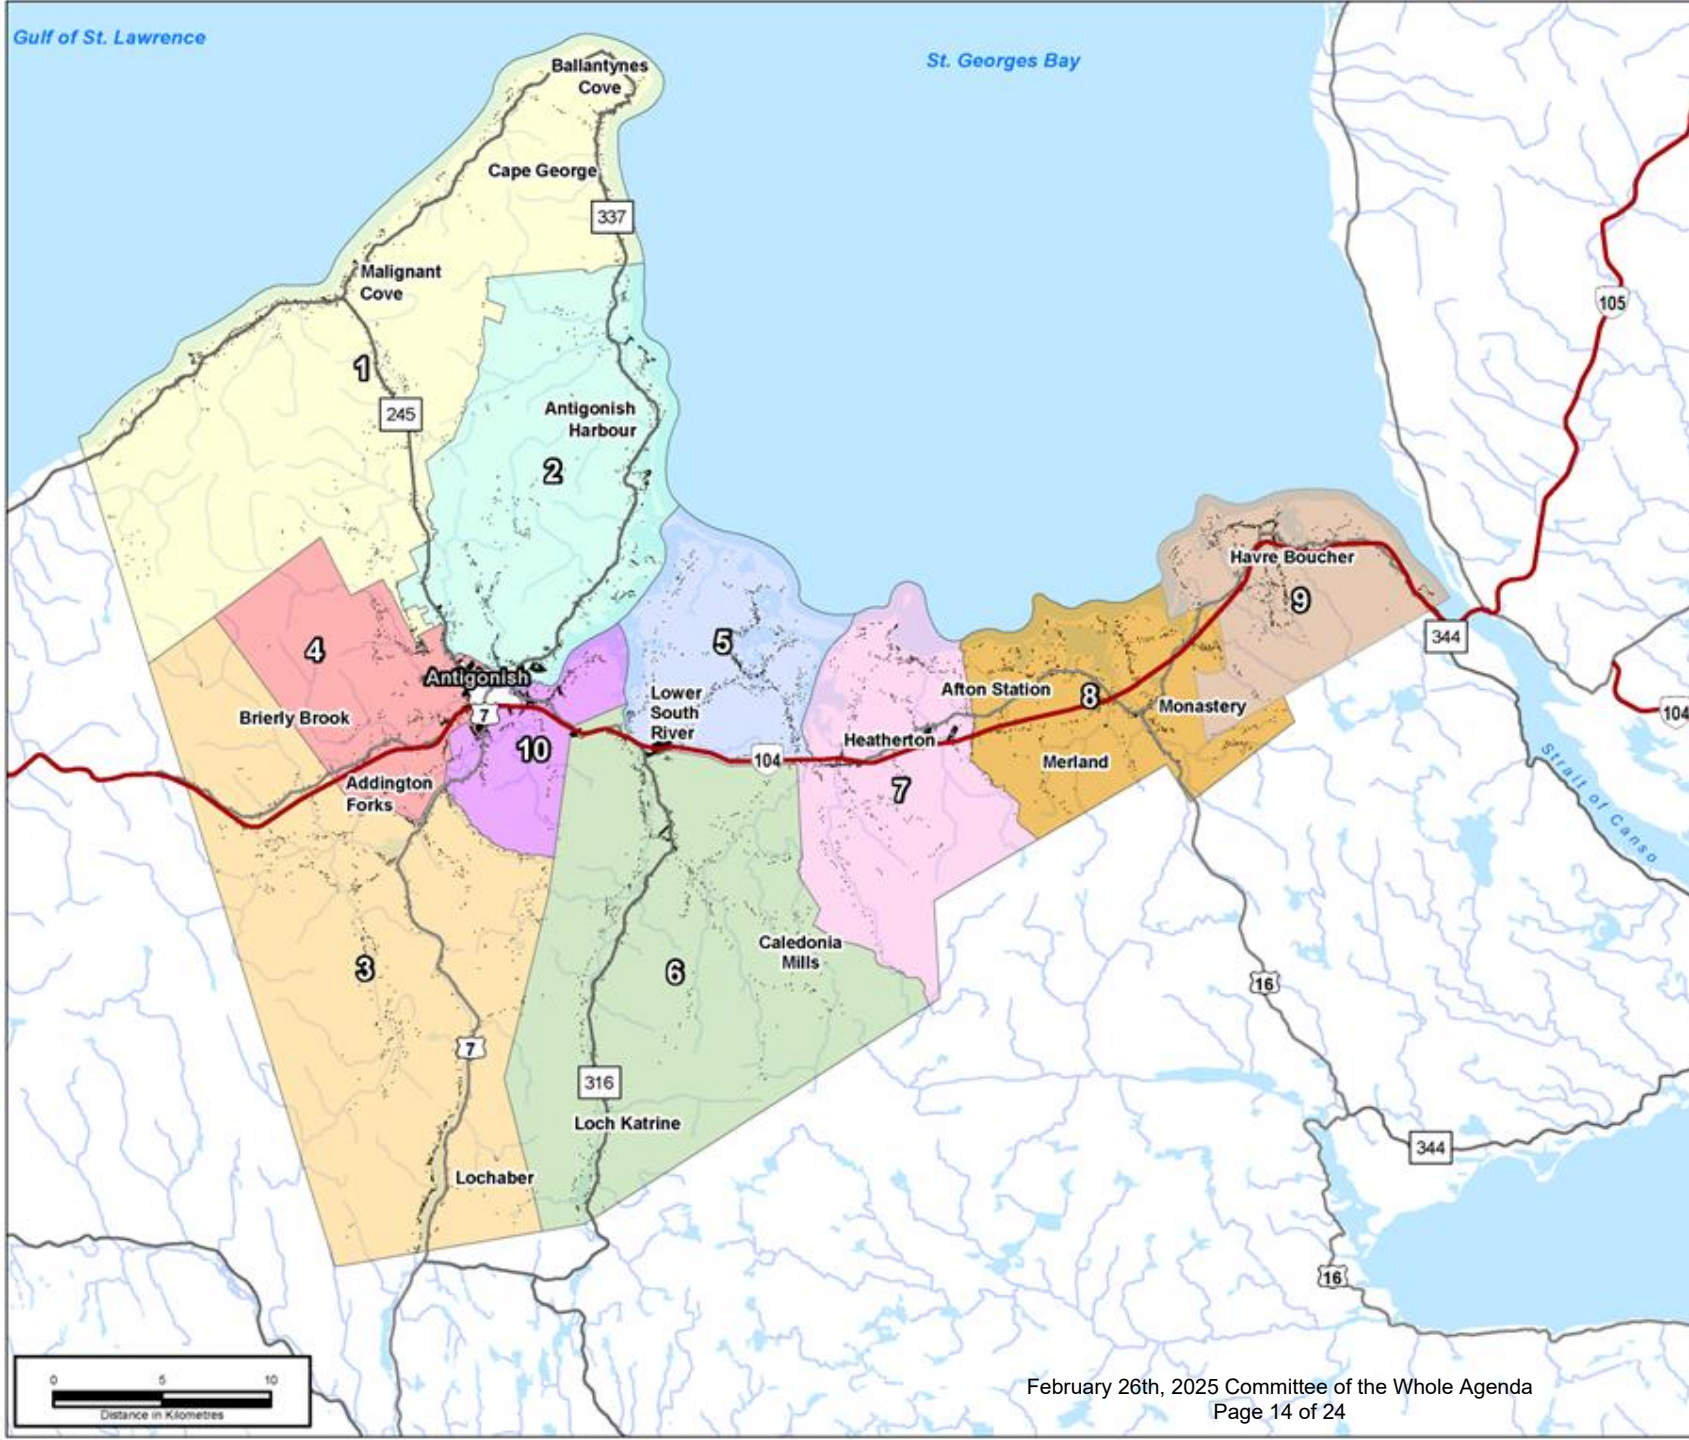 Gulf of St. Lawrence
St. Georges Bay
Ballantynes
Cove
Cape George
337
Malignant
Cove
105
1
245
Antigonish
Harbour
2
Havre Boucher
9
344
4
5
Antigonish
Lower
South
River
Afton Station
8
Monastery
104
Brierly Brook
7
10
Heatherton
104
Merland
Addington
Forks
7
Strait of Canso
Caledonia
Mills
3
6
16
7
316
Loch Katrine
344
Lochaber
16
0 5 10
Distance in Kilometres
February 26th, 2025 Committee of the Whole Agenda
Page 14 of 24